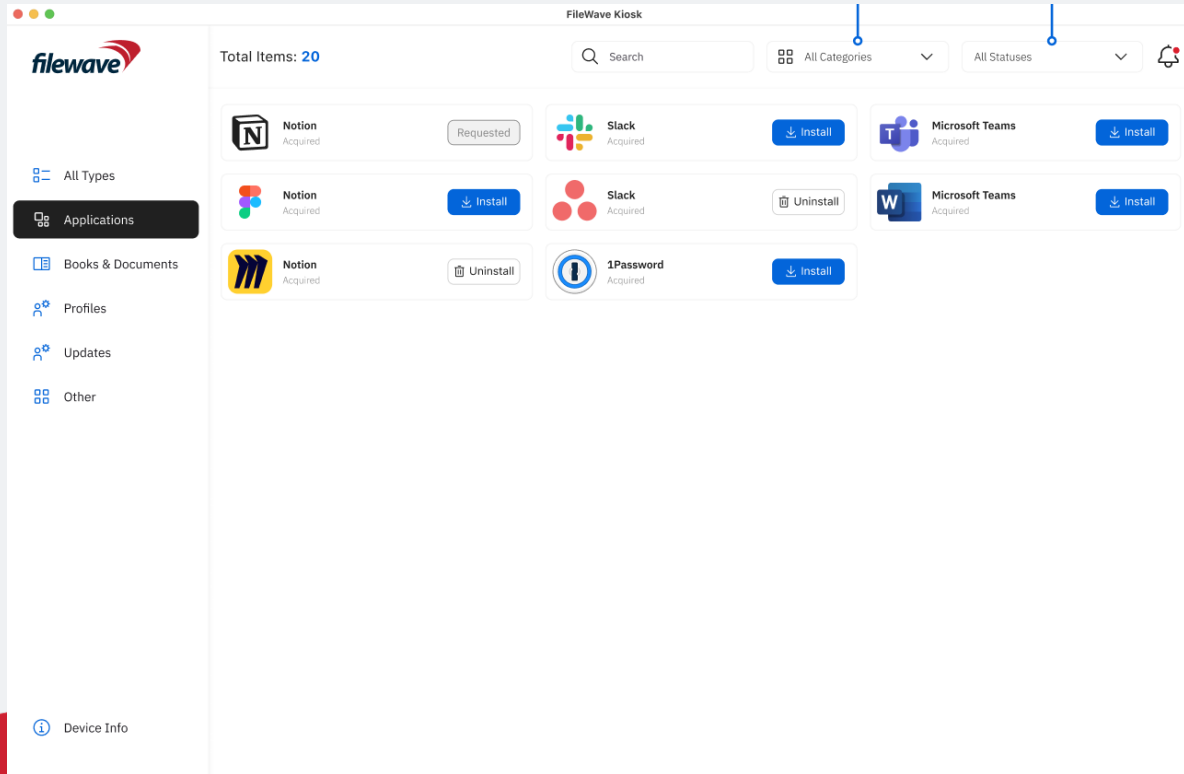 FileWave Kiosk
filewave
Total Items: 20
Search
All Categories
All Statuses
All Types
Applications
Books & Documents
Profiles
Updates
Other
Device Info
N
Notion
Acquired
Requested
Slack
Acquired
Install
T
Microsoft Teams
Acquired
Install
Notion
Acquired
Install
Slack
Acquired
Uninstall
W
Microsoft Teams
Acquired
Install
Notion
Acquired
Uninstall
1Password
Acquired
Install